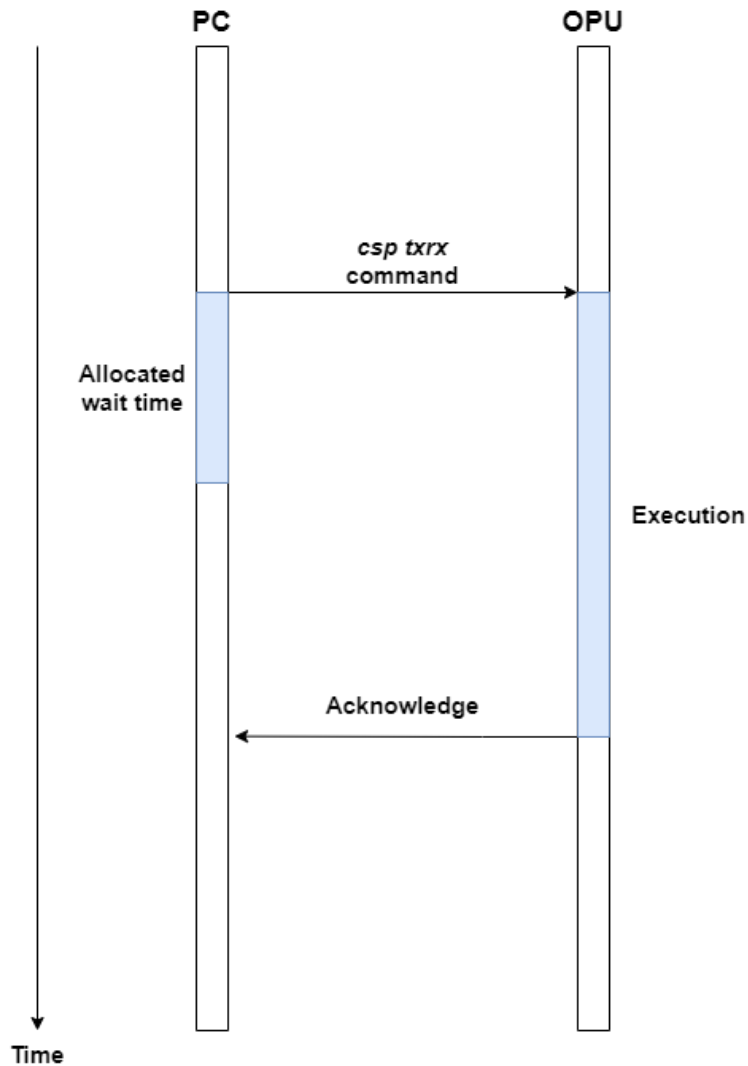 PC
OPU
csp txrx
command
Allocated
wait time
Execution
Acknowledge
Time